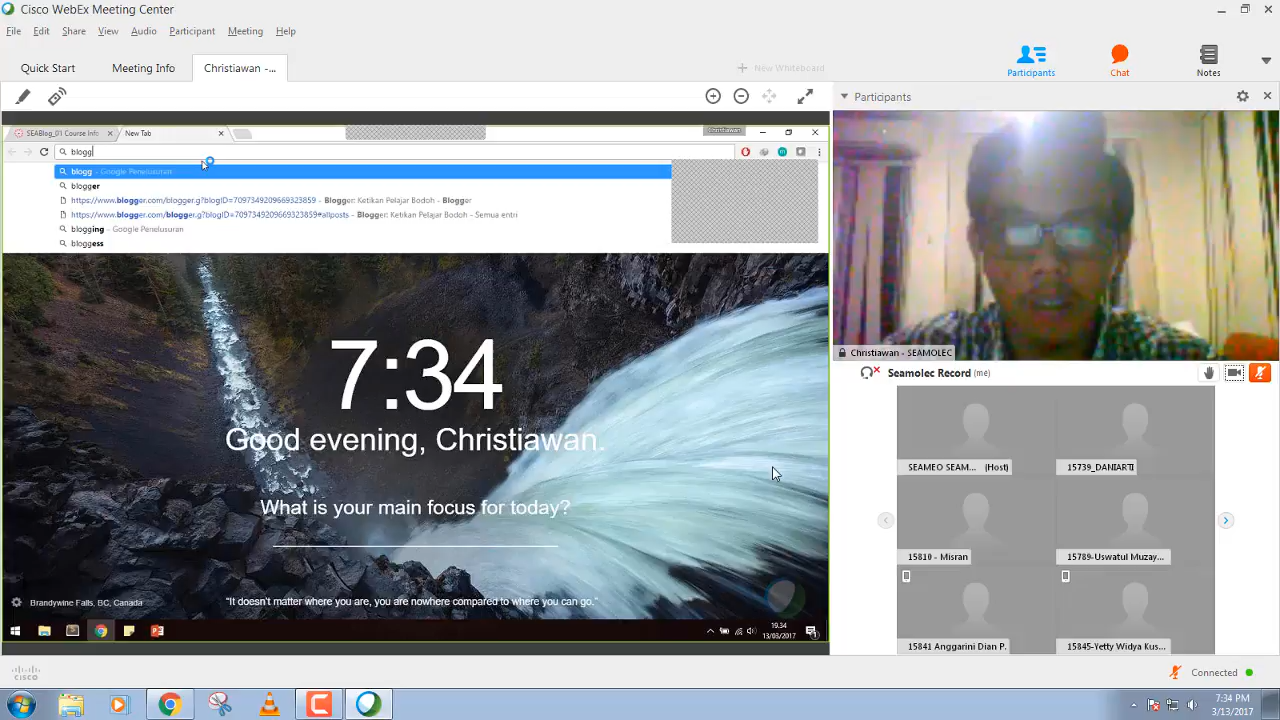 Cisco WebEx Meeting Center
File Edit Share View Audio Participant Meeting Help
Quick Start Meeting Info Christiawan -...
New Whiteboard
Participants Chat Notes
Participants
SEABlog_01 Course Info New Tab
Christiawan
blogg
blogg - Google Penelusuran
blogger
https://www.blogger.com/blogger.g?blogID=7097349209669323859 - Blogger: Ketikan Pelajar Bodoh - Blogger
https://www.blogger.com/blogger.g?blogID=7097349209669323859#allposts - Blogger: Ketikan Pelajar Bodoh - Semua entri
blogging - Google Penelusuran
bloggess
7:34
Good evening, Christiawan.
What is your main focus for today?
Brandywine Falls, BC, Canada
“It doesn't matter where you are, you are nowhere compared to where you can go.”
19.34
13/03/2017
Christiawan - SEAMOLEC
Seamolec Record (me)
SEAMEO SEAM... (Host)
15739_DANIARTI
15810 - Misran
15789-Uswatul Muzay...
15841 Anggarini Dian P.
15845-Yetty Widya Kus...
cisco
Connected
7:34 PM
3/13/2017